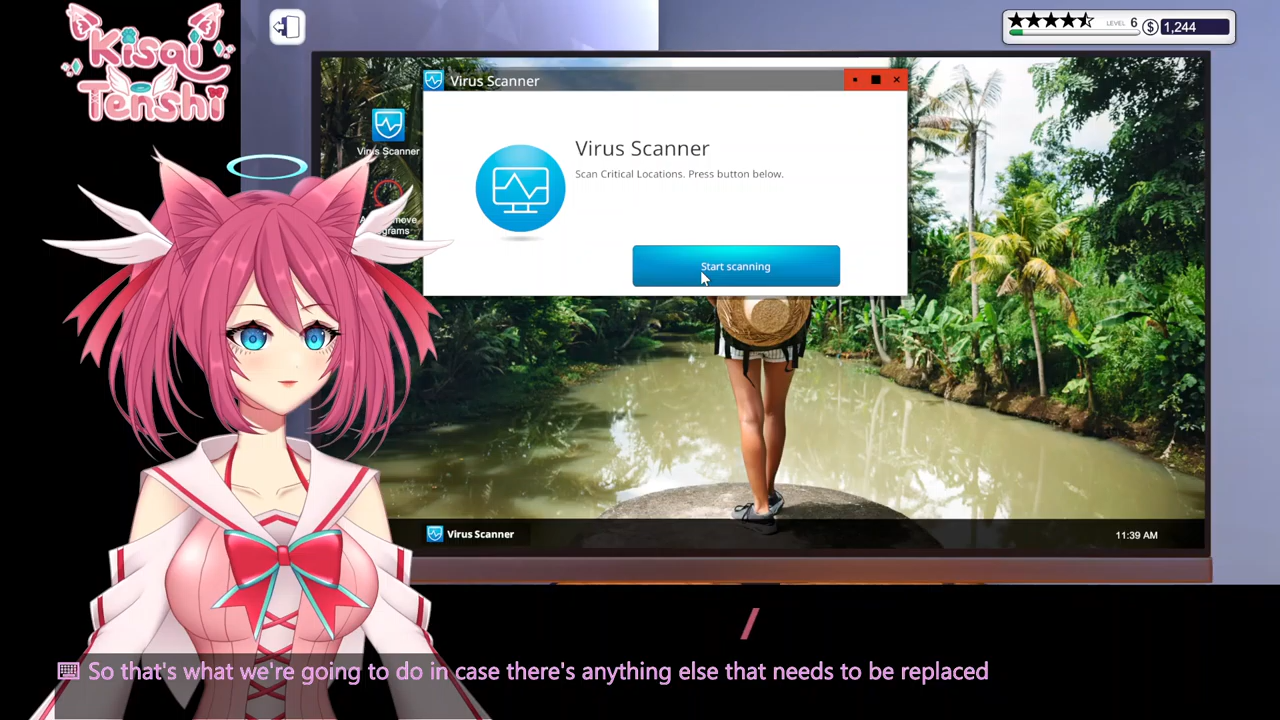 Kisai
Tenshi
LEVEL 6
$ 1,244
Virus Scanner
Virus Scanner
Virus Scanner
Scan Critical Locations. Press button below.
Start scanning
Virus Scanner
11:39 AM
So that's what we're going to do in case there's anything else that needs to be replaced